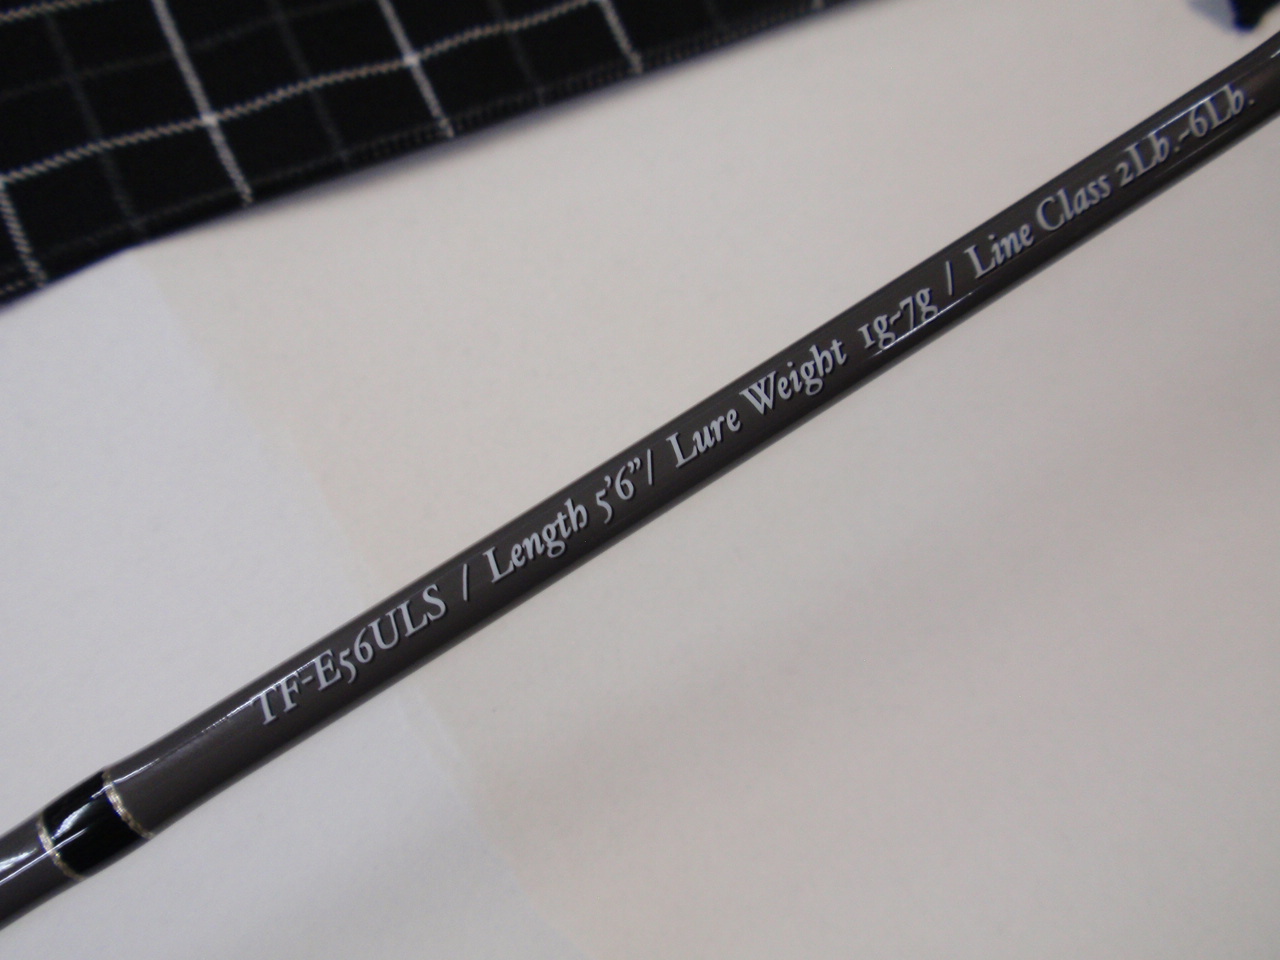 TF-E56ULS / Length 5'6"/ Lure Weight 1g-7g / Line Class 2Lb.-6Lb.